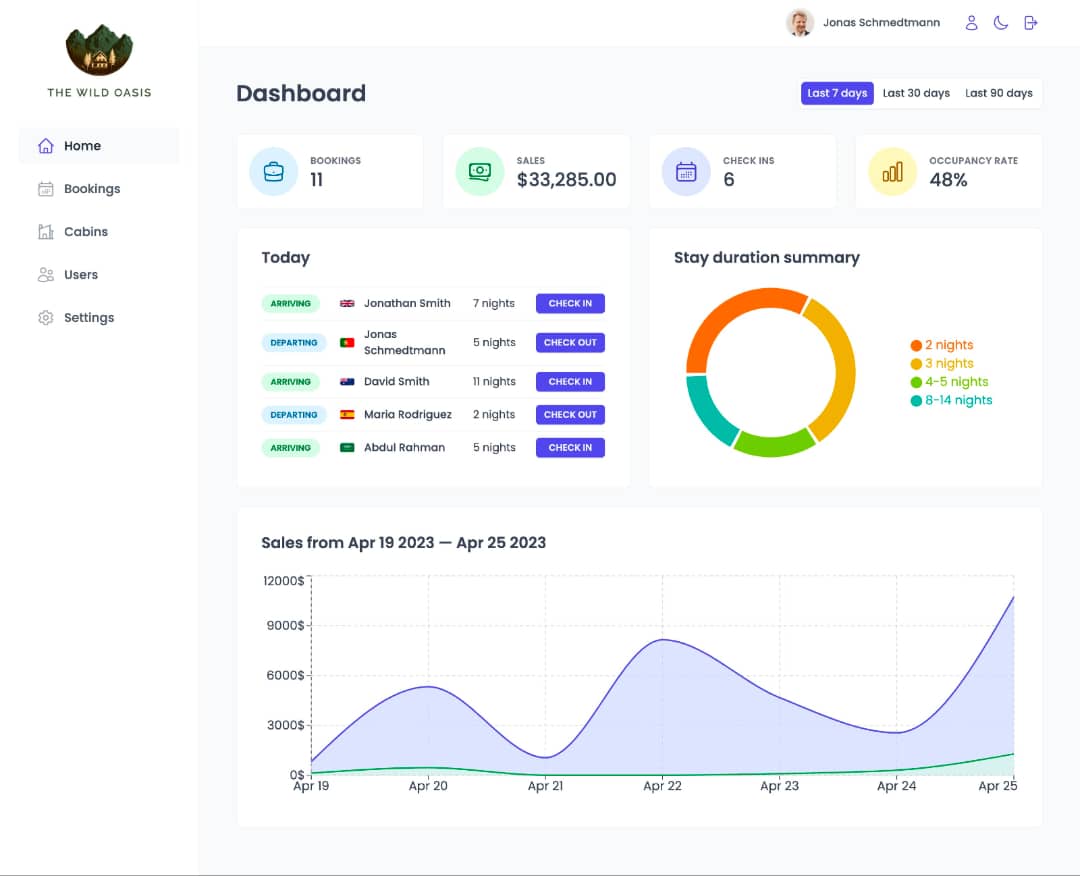 THE WILD OASIS
Home
Bookings
Cabins
Users
Settings
Jonas Schmedtmann
Dashboard
Last 7 days Last 30 days Last 90 days
BOOKINGS
11
SALES
$33,285.00
CHECK INS
6
OCCUPANCY RATE
48%
Today
ARRIVING Jonathan Smith 7 nights CHECK IN
DEPARTING Jonas Schmedtmann 5 nights CHECK OUT
ARRIVING David Smith 11 nights CHECK IN
DEPARTING Maria Rodriguez 2 nights CHECK OUT
ARRIVING Abdul Rahman 5 nights CHECK IN
Stay duration summary
2 nights
3 nights
4-5 nights
8-14 nights
Sales from Apr 19 2023 — Apr 25 2023
12000$
9000$
6000$
3000$
0$
Apr 19 Apr 20 Apr 21 Apr 22 Apr 23 Apr 24 Apr 25